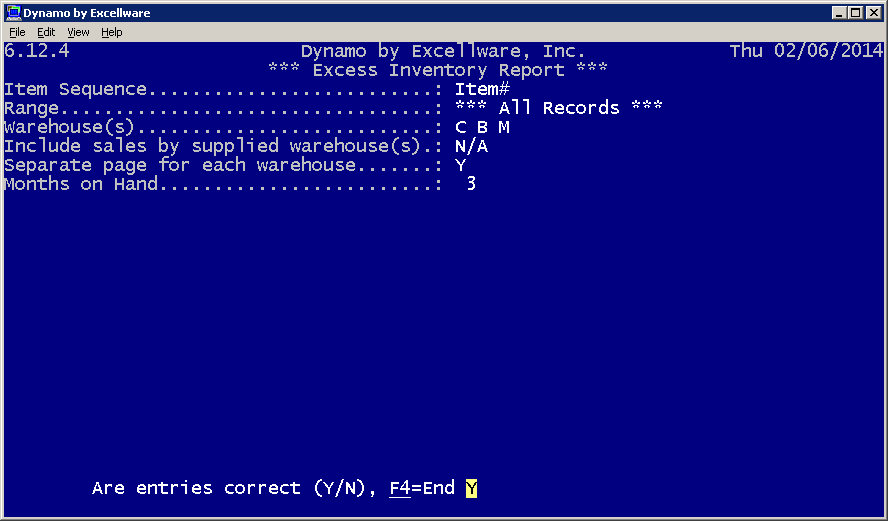 Dynamo by Excellware
File Edit View Help
6.12.4 Dynamo by Excellware, Inc. Thu 02/06/2014
*** Excess Inventory Report ***
Item Sequence..........................: Item#
Range..................................: *** All Records ***
Warehouse(s)...........................: C B M
Include sales by supplied warehouse(s).: N/A
Separate page for each warehouse.......: Y
Months on Hand.........................: 3
Are entries correct (Y/N), F4=End Y